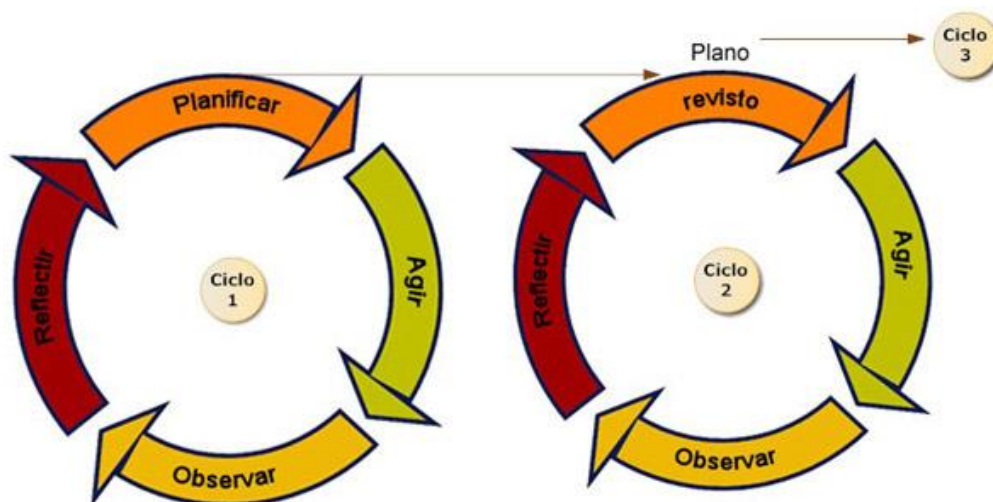 Planificar
Agir
Observar
Reflectir
Ciclo
1
Plano
revisto
Agir
Observar
Reflectir
Ciclo
2
Ciclo
3